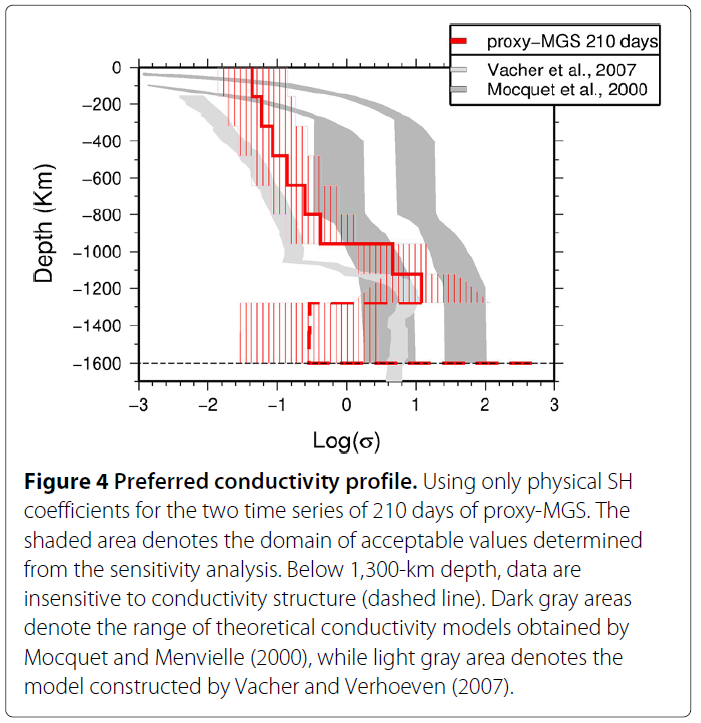 proxy−MGS 210 days
Vacher et al., 2007
Mocquet et al., 2000
0
−200
−400
−600
−800
−1000
−1200
−1400
−1600
Depth (Km)
−3 −2 −1 0 1 2 3
Log(σ)
Figure 4 Preferred conductivity profile. Using only physical SH
coefficients for the two time series of 210 days of proxy-MGS. The
shaded area denotes the domain of acceptable values determined
from the sensitivity analysis. Below 1,300-km depth, data are
insensitive to conductivity structure (dashed line). Dark gray areas
denote the range of theoretical conductivity models obtained by
Mocquet and Menvielle (2000), while light gray area denotes the
model constructed by Vacher and Verhoeven (2007).